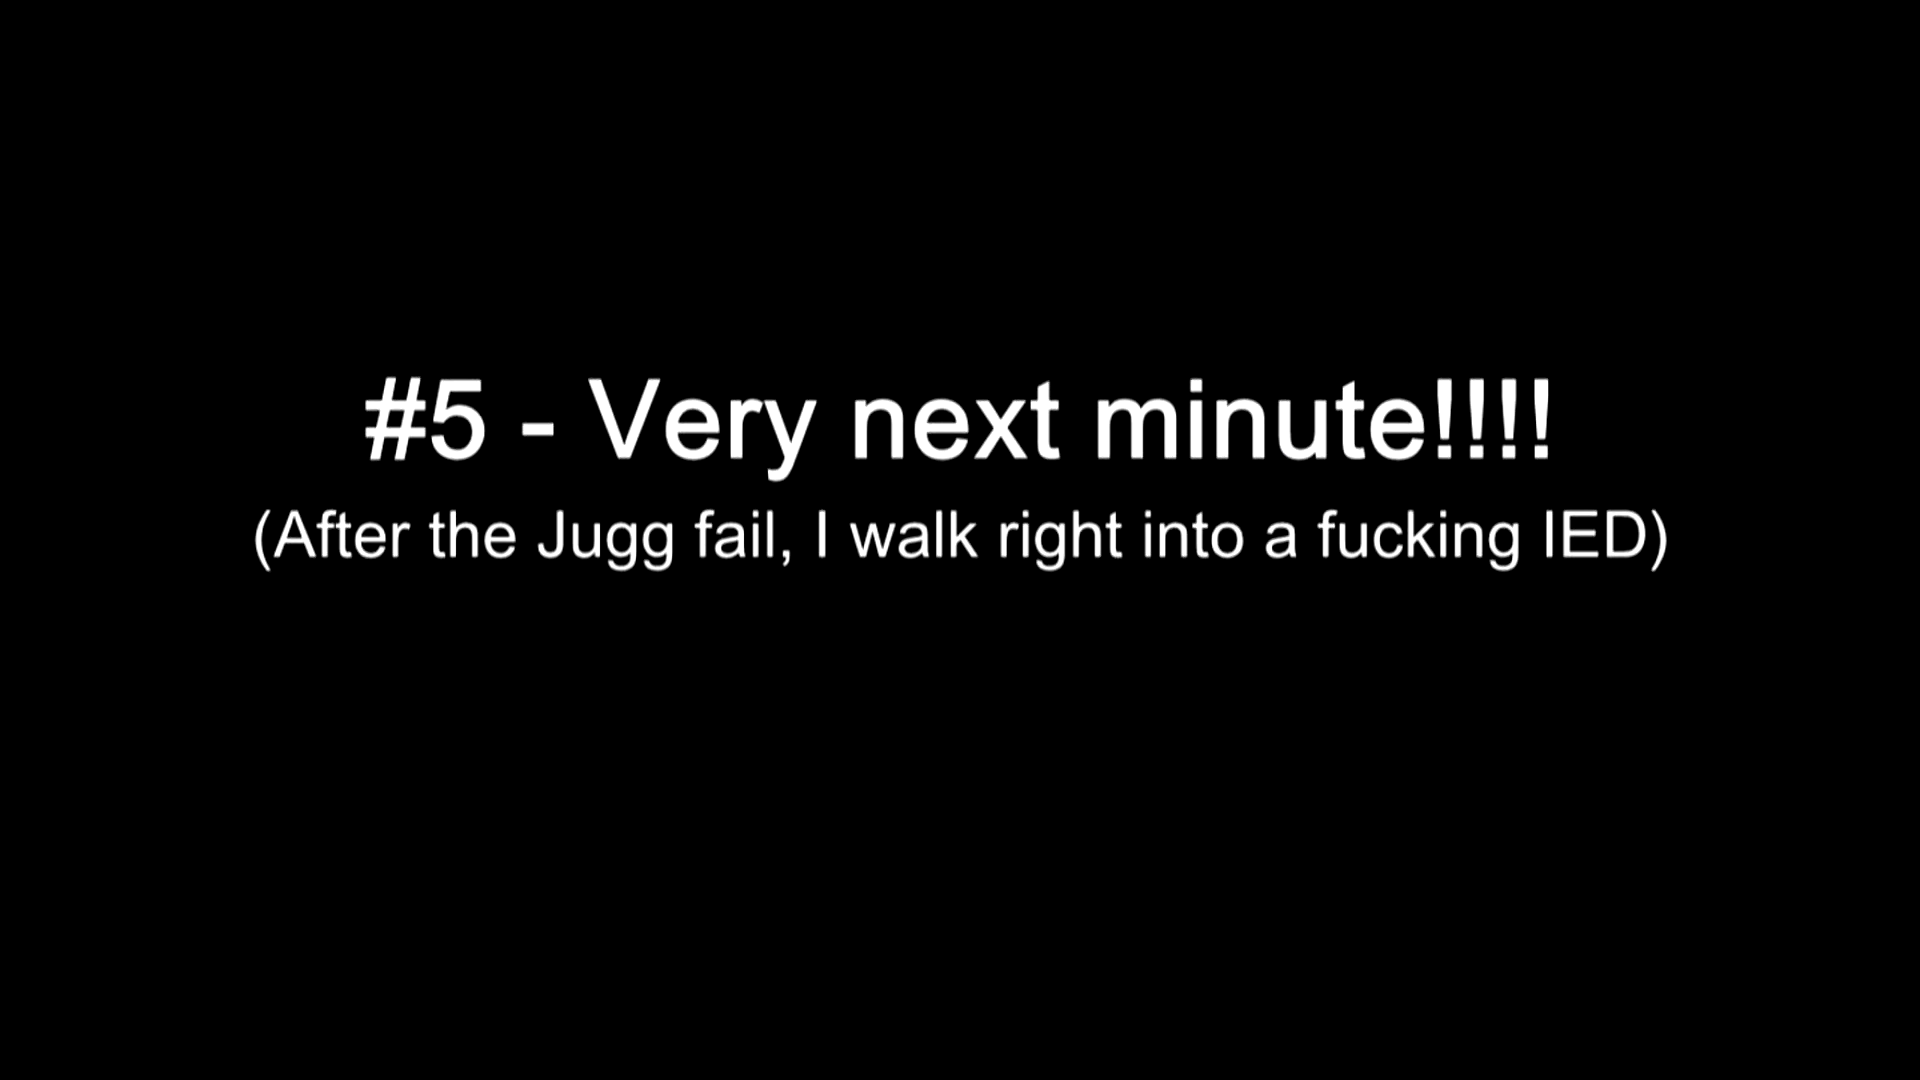 #5 - Very next minute!!!!
(After the Jugg fail, I walk right into a fucking IED)